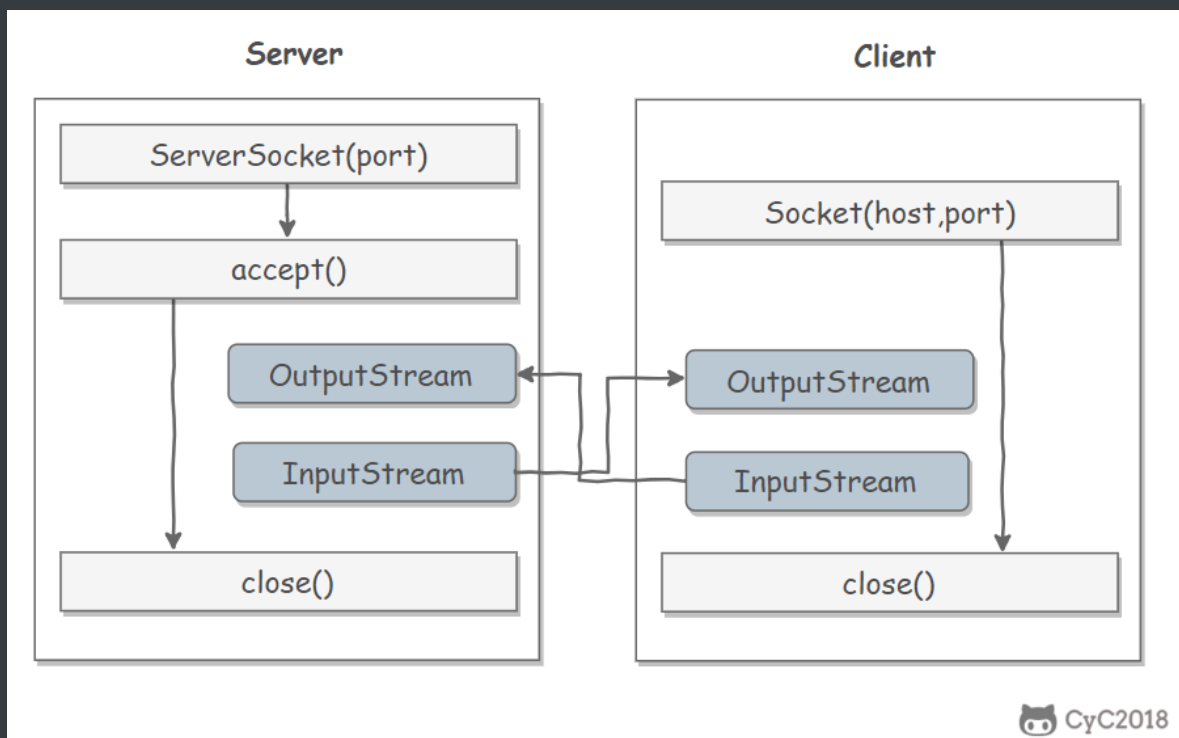 Server
ServerSocket(port)
accept()
OutputStream
InputStream
close()
Client
Socket(host,port)
OutputStream
InputStream
close()
CyC2018